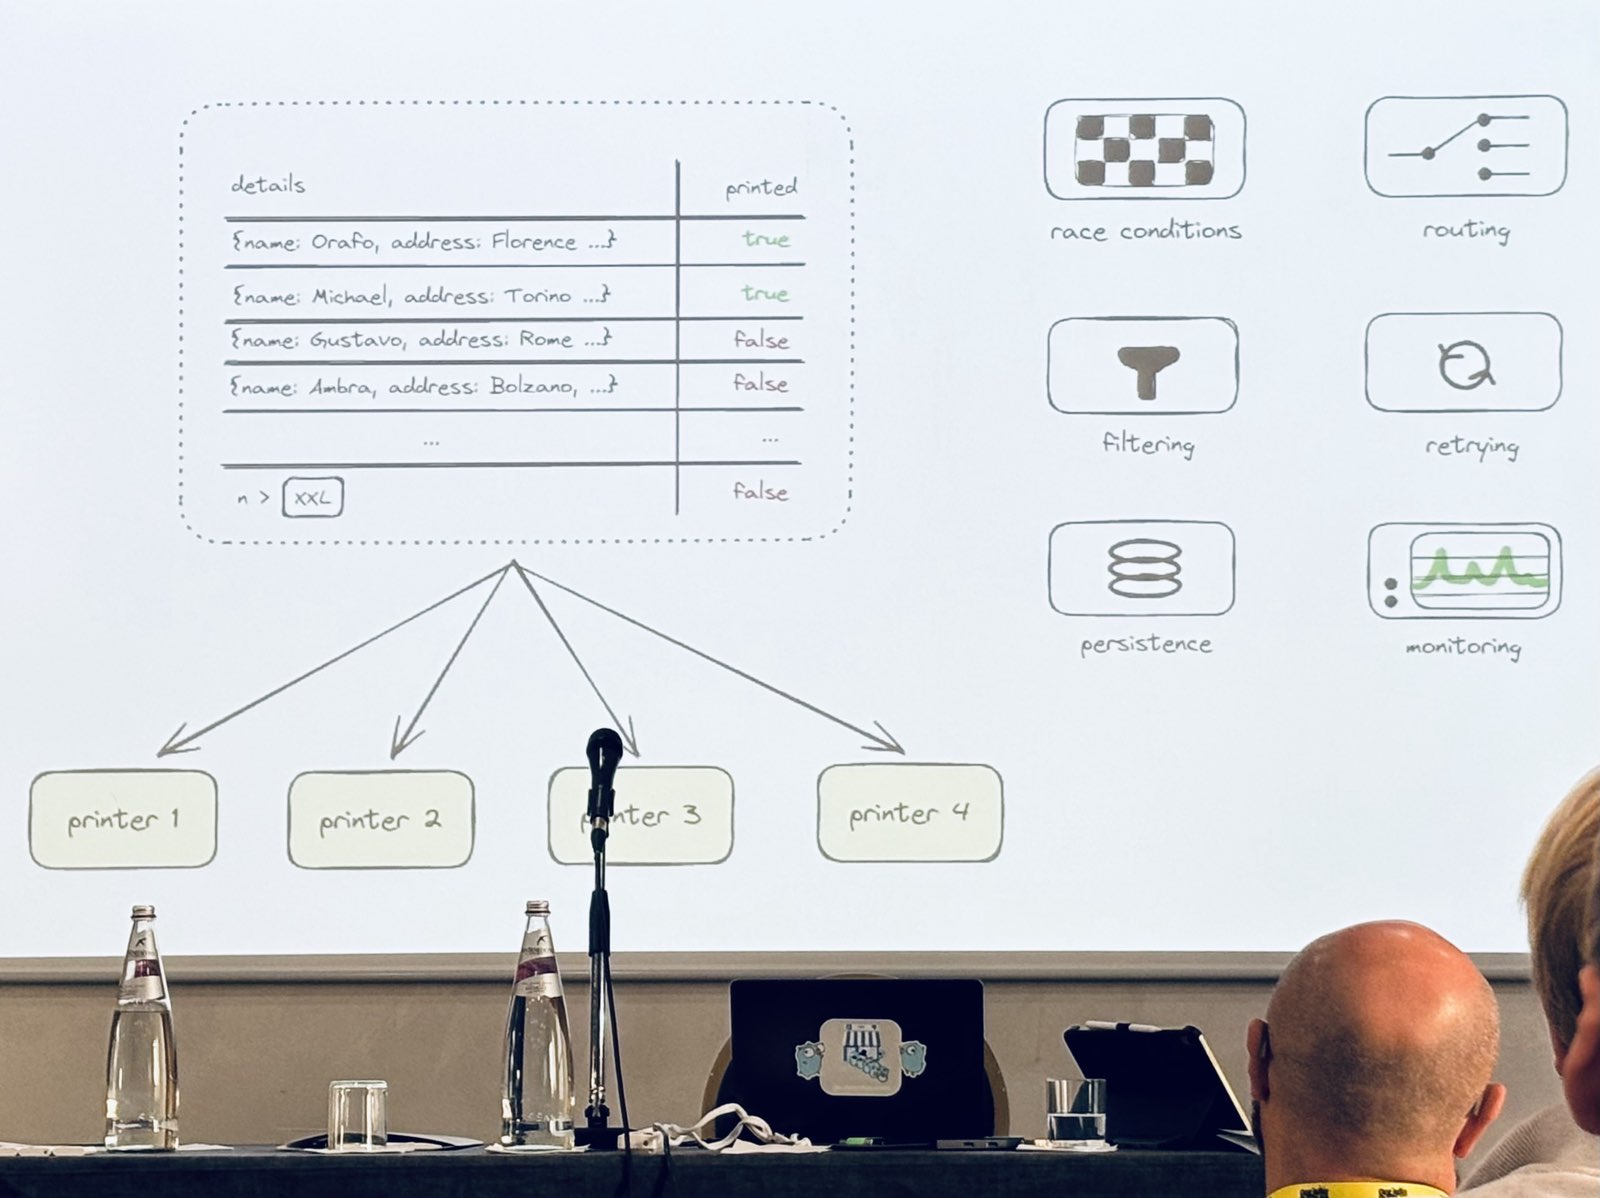 details printed
{name: Orafo, address: Florence ...} true
{name: Michael, address: Torino ...} true
{name: Gustavo, address: Rome ...} false
{name: Ambra, address: Bolzano, ...} false
... ...
n > XXL false
race conditions
routing
filtering
retrying
persistence
monitoring
printer 1
printer 2
printer 3
printer 4